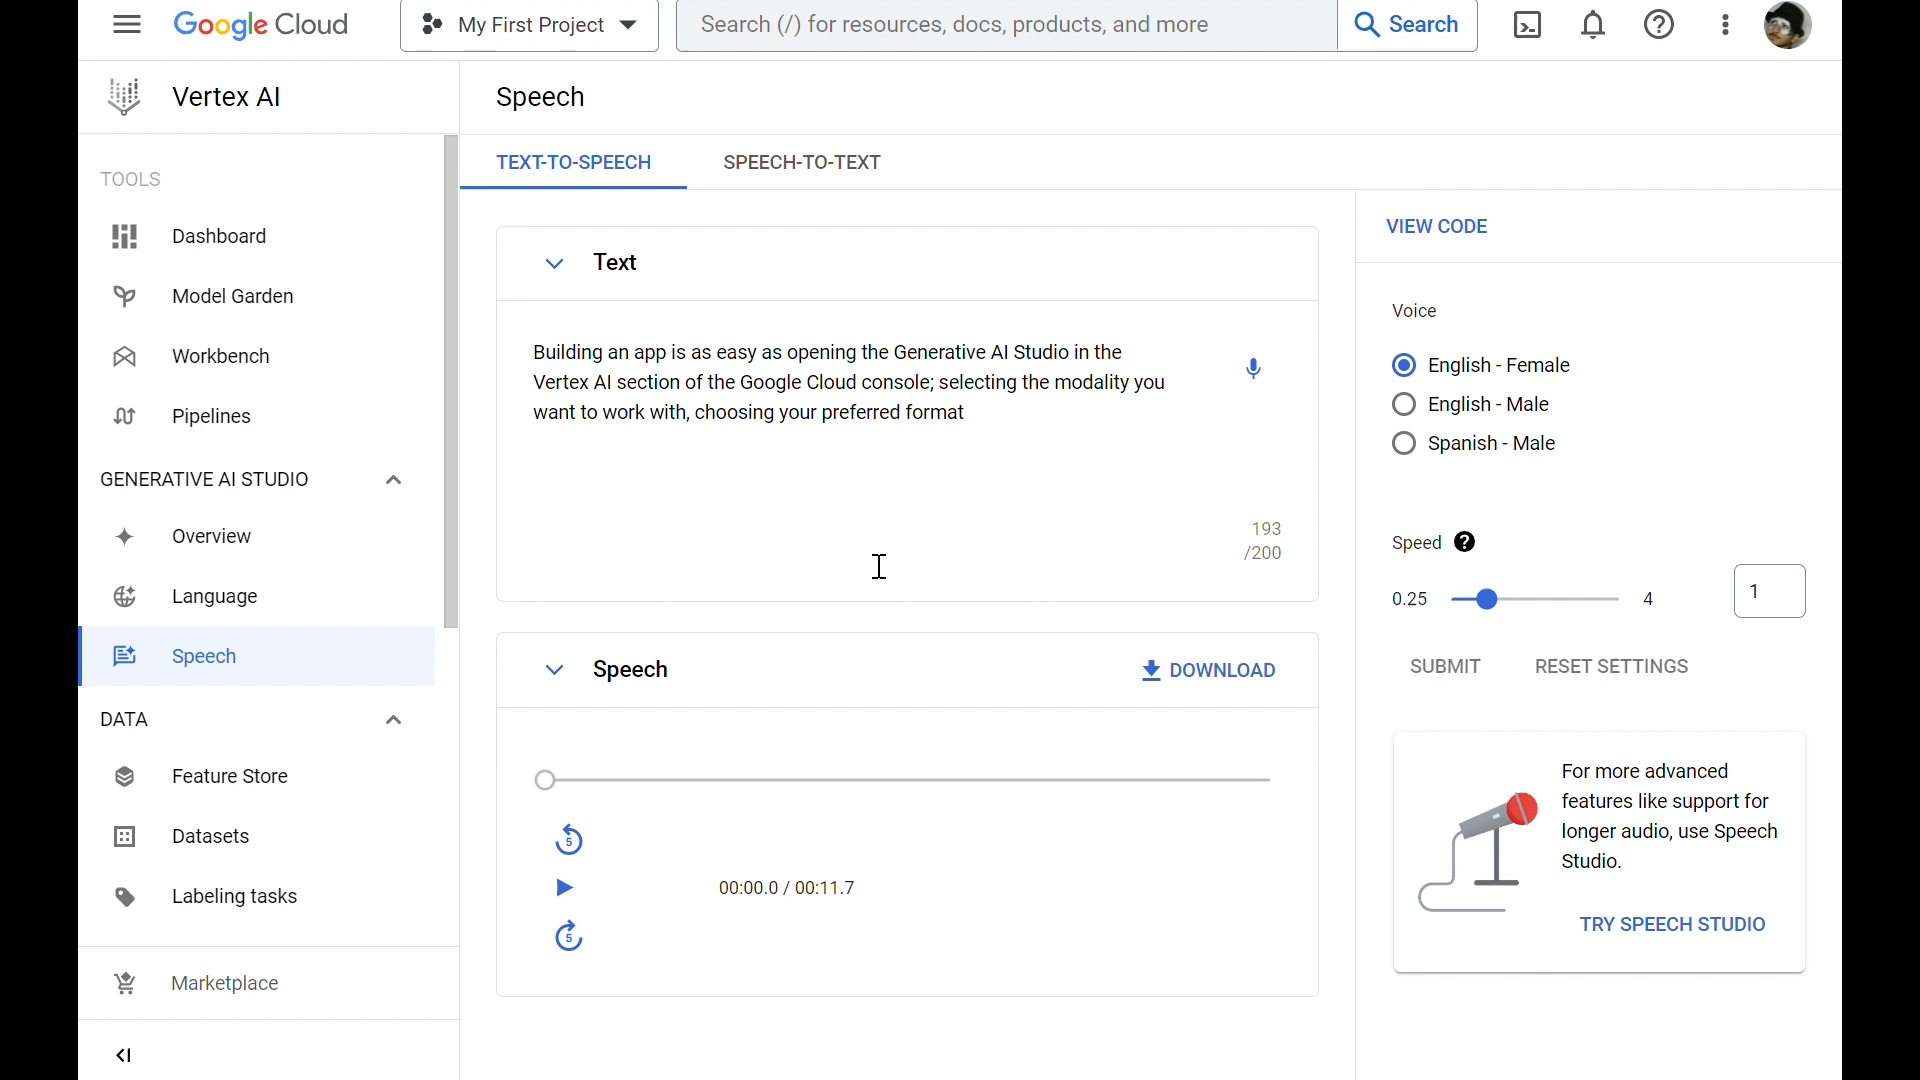 Google Cloud
My First Project
Search (/) for resources, docs, products, and more
Search
Vertex AI
Speech
TOOLS
Dashboard
Model Garden
Workbench
Pipelines
GENERATIVE AI STUDIO
Overview
Language
Speech
DATA
Feature Store
Datasets
Labeling tasks
Marketplace
TEXT-TO-SPEECH
SPEECH-TO-TEXT
Text
Building an app is as easy as opening the Generative AI Studio in the
Vertex AI section of the Google Cloud console; selecting the modality you
want to work with, choosing your preferred format
193
/200
Speech
DOWNLOAD
5
00:00.0 / 00:11.7
5
VIEW CODE
Voice
English - Female
English - Male
Spanish - Male
Speed ?
0.25
4
1
SUBMIT
RESET SETTINGS
For more advanced
features like support for
longer audio, use Speech
Studio.
TRY SPEECH STUDIO